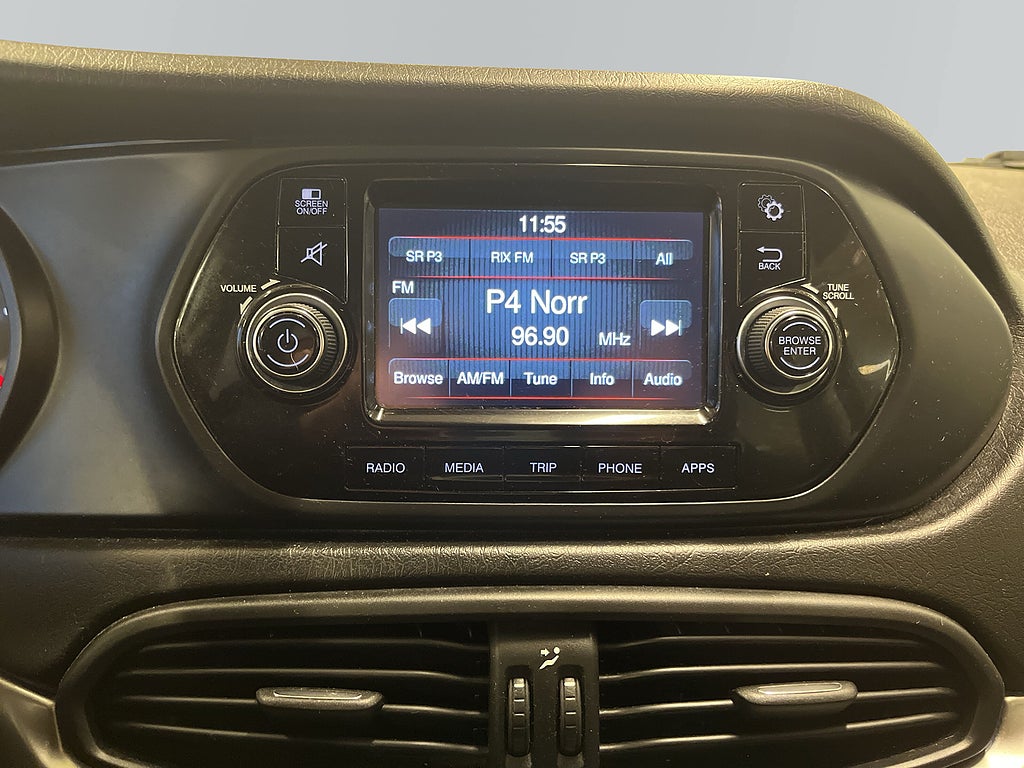 SCREEN
ON/OFF
11:55
SR P3 RIX FM SR P3 All
BACK
VOLUME
TUNE
SCROLL
FM
P4 Norr
96.90 MHz
BROWSE
ENTER
Browse AM/FM Tune Info Audio
RADIO MEDIA TRIP PHONE APPS